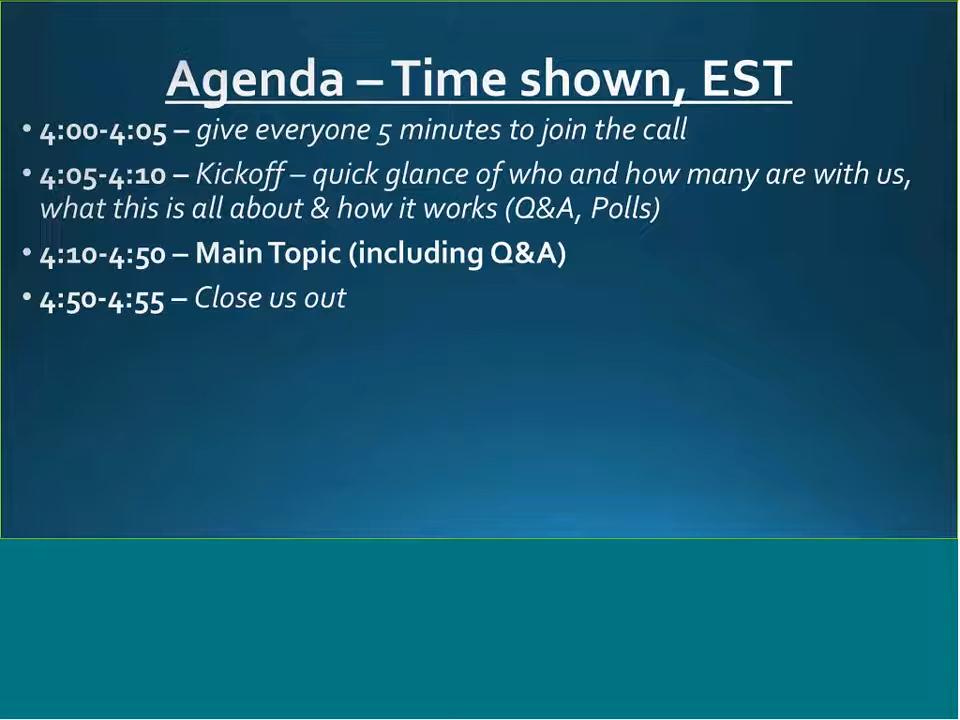 Agenda – Time shown, EST
• 4:00-4:05 – give everyone 5 minutes to join the call
• 4:05-4:10 – Kickoff – quick glance of who and how many are with us,
what this is all about & how it works (Q&A, Polls)
• 4:10-4:50 – Main Topic (including Q&A)
• 4:50-4:55 – Close us out